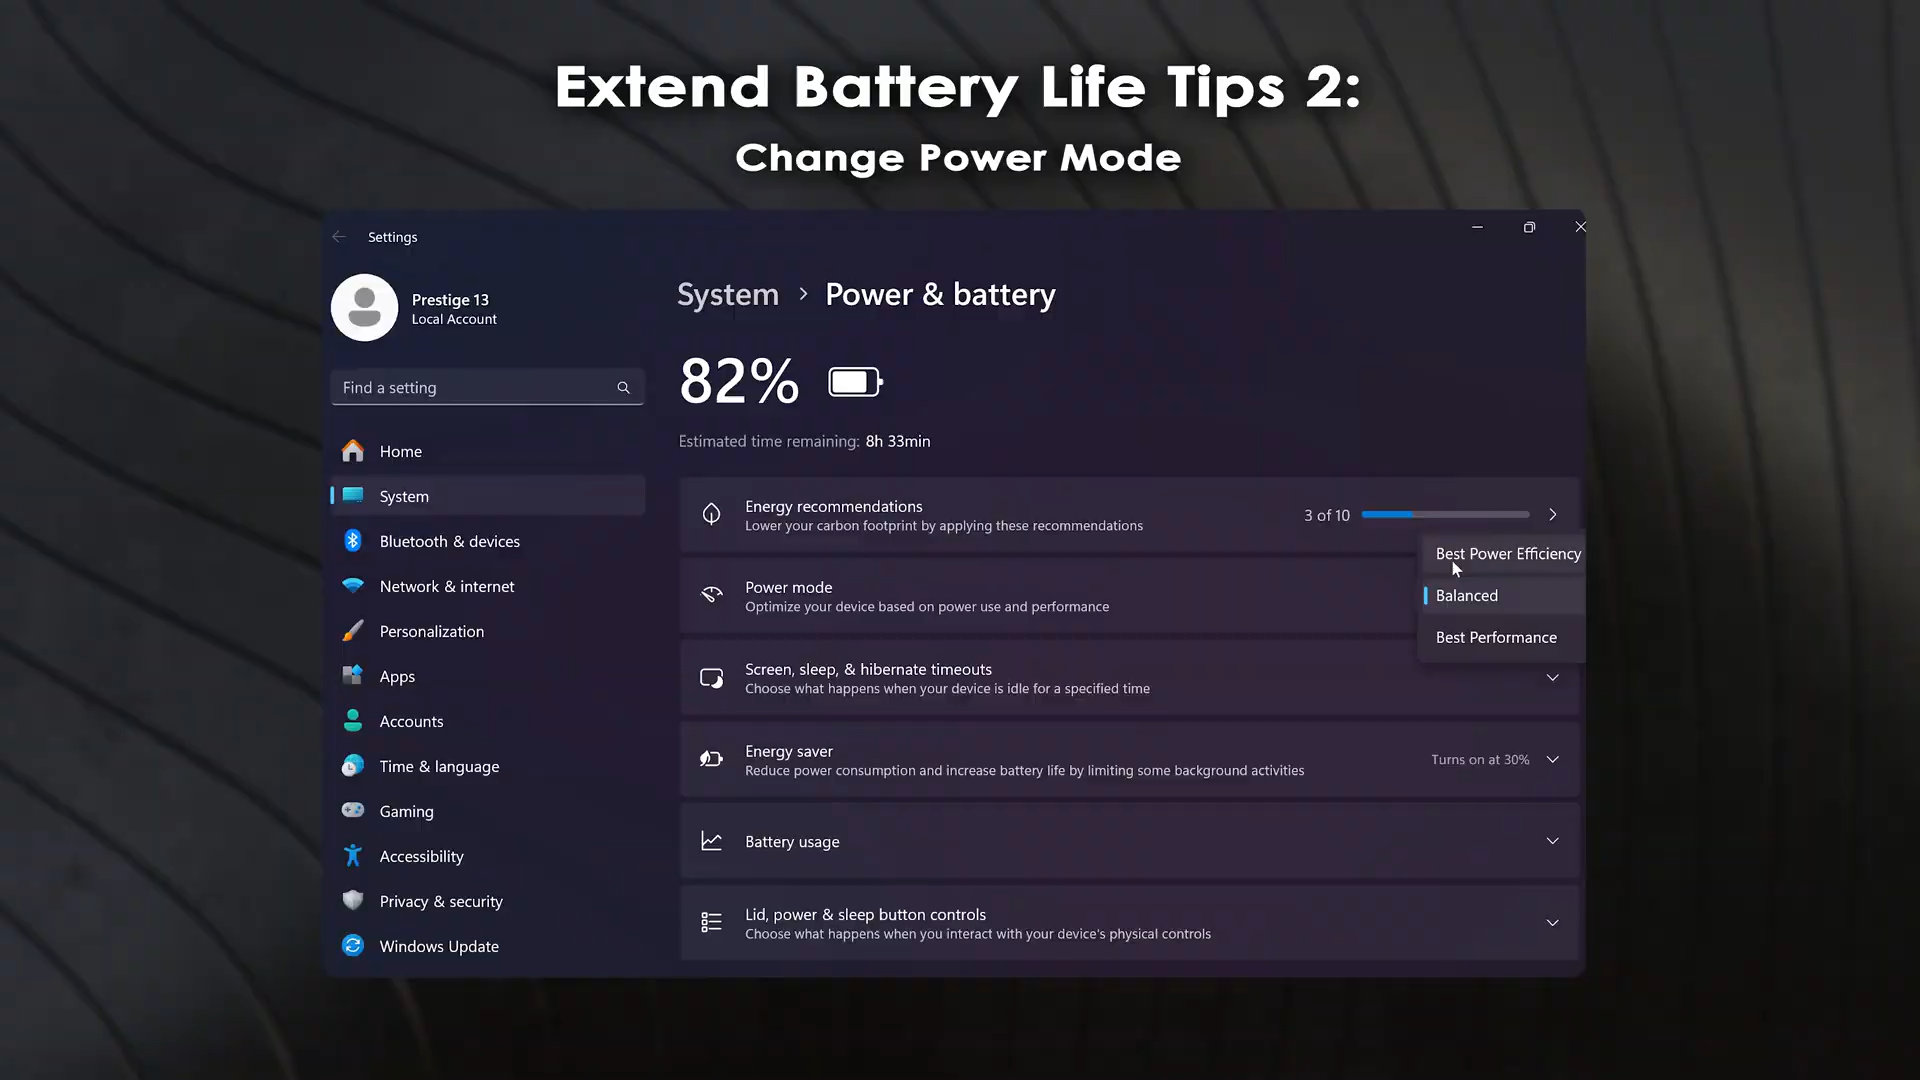 Extend Battery Life Tips 2:
Change Power Mode
Settings
Prestige 13
Local Account
Find a setting
Home
System
Bluetooth & devices
Network & internet
Personalization
Apps
Accounts
Time & language
Gaming
Accessibility
Privacy & security
Windows Update
System > Power & battery
82%
Estimated time remaining: 8h 33min
Energy recommendations
Lower your carbon footprint by applying these recommendations
3 of 10
Power mode
Optimize your device based on power use and performance
Best Power Efficiency
Balanced
Best Performance
Screen, sleep, & hibernate timeouts
Choose what happens when your device is idle for a specified time
Energy saver
Reduce power consumption and increase battery life by limiting some background activities
Turns on at 30%
Battery usage
Lid, power & sleep button controls
Choose what happens when you interact with your device's physical controls